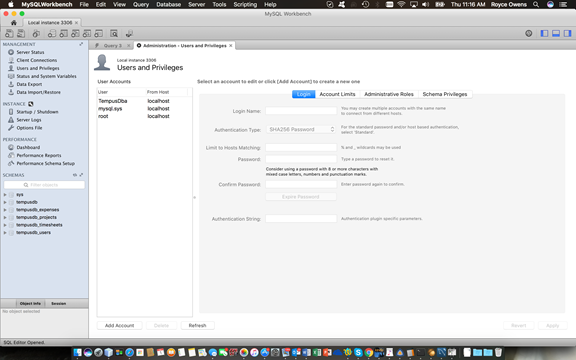 MySQLWorkbench File Edit View Query Database Server Tools Scripting Help
Thu 11:16 AM Royce Owens
MySQL Workbench
Local instance 3306
Query 3
Administration - Users and Privileges
MANAGEMENT
Server Status
Client Connections
Users and Privileges
Status and System Variables
Data Export
Data Import/Restore
INSTANCE
Startup / Shutdown
Server Logs
Options File
PERFORMANCE
Dashboard
Performance Reports
Performance Schema Setup
SCHEMAS
Filter objects
sys
tempusdb
tempusdb_expenses
tempusdb_projects
tempusdb_timesheets
tempusdb_users
Object Info Session
No object selected
SQL Editor Opened.
Local instance 3306
Users and Privileges
User Accounts
User From Host
TempusDba localhost
mysql.sys localhost
root localhost
Add Account Delete Refresh
Select an account to edit or click [Add Account] to create a new one
Login Account Limits Administrative Roles Schema Privileges
Login Name:
You may create multiple accounts with the same name
to connect from different hosts.
Authentication Type: SHA256 Password
For the standard password and/or host based authentication,
select 'Standard'.
Limit to Hosts Matching:
% and _ wildcards may be used
Password:
Type a password to reset it.
Consider using a password with 8 or more characters with
mixed case letters, numbers and punctuation marks.
Confirm Password:
Enter password again to confirm.
Expire Password
Authentication String:
Authentication plugin specific parameters.
Revert Apply